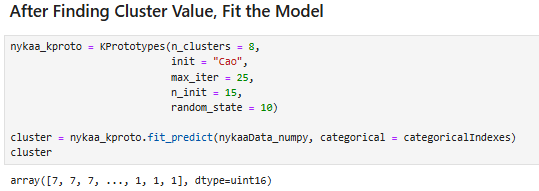 After Finding Cluster Value, Fit the Model
nykaa_kproto = KPrototypes(n_clusters = 8,
init = "Cao",
max_iter = 25,
n_init = 15,
random_state = 10)
cluster = nykaa_kproto.fit_predict(nykaaData_numpy, categorical = categoricalIndexes)
cluster
array([7, 7, 7, ..., 1, 1, 1], dtype=uint16)